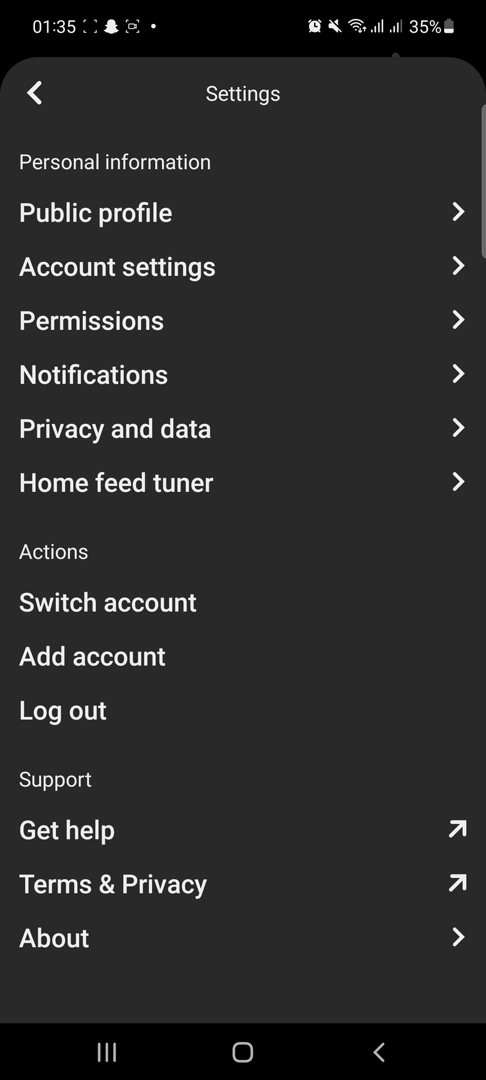 01:35
35%
Settings
Personal information
Public profile
Account settings
Permissions
Notifications
Privacy and data
Home feed tuner
Actions
Switch account
Add account
Log out
Support
Get help
Terms & Privacy
About